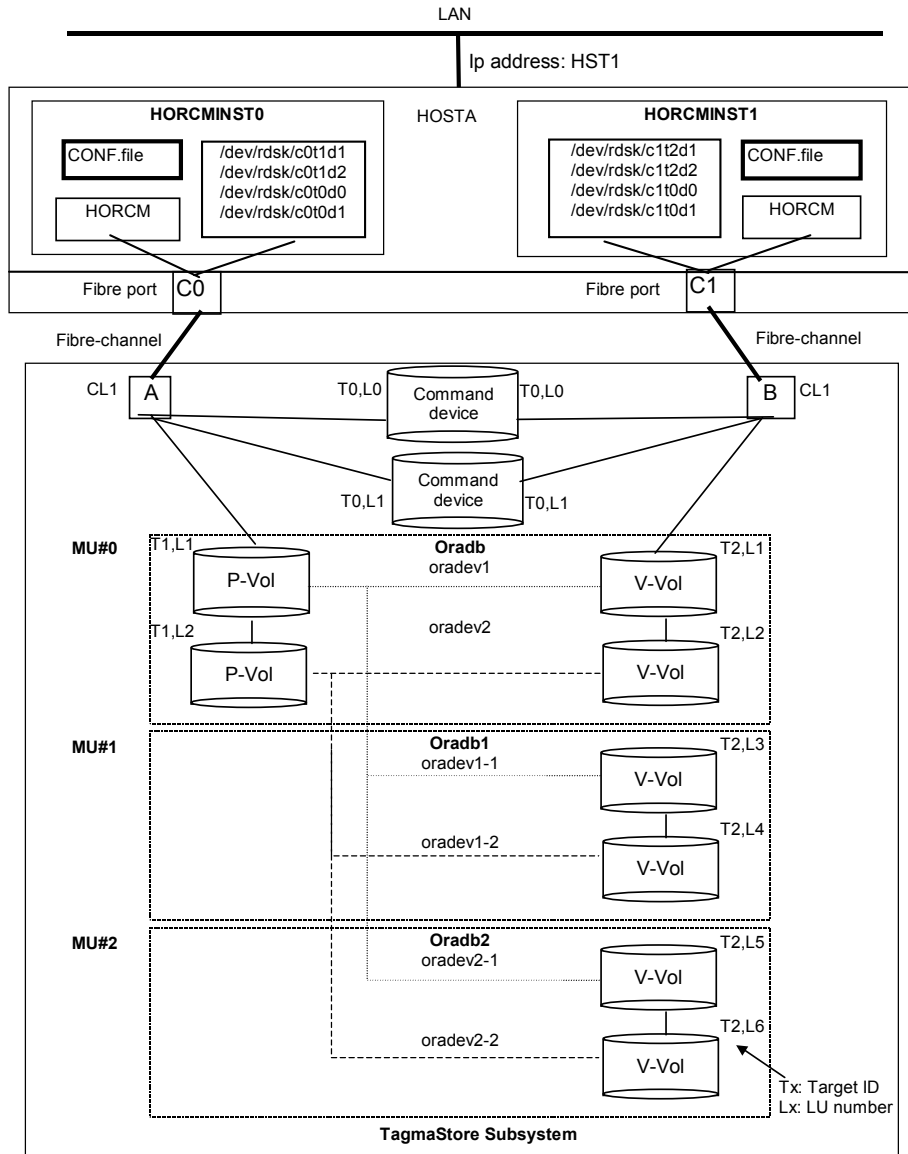 LAN
Ip address: HST1
HORCMINST0
HOSTA
HORCMINST1
CONF.file
/dev/rdsk/c0t1d1
/dev/rdsk/c0t1d2
/dev/rdsk/c0t0d0
/dev/rdsk/c0t0d1
HORCM
/dev/rdsk/c1t2d1
/dev/rdsk/c1t2d2
/dev/rdsk/c1t0d0
/dev/rdsk/c1t0d1
CONF.file
HORCM
Fibre port
C0
Fibre port
C1
Fibre-channel
Fibre-channel
CL1
A
T0,L0
Command
device
T0,L0
B
CL1
T0,L1
Command
device
T0,L1
MU#0
T1,L1
Oradb
oradev1
T2,L1
P-Vol
V-Vol
T1,L2
oradev2
T2,L2
P-Vol
V-Vol
MU#1
Oradb1
oradev1-1
T2,L3
V-Vol
oradev1-2
T2,L4
V-Vol
MU#2
Oradb2
oradev2-1
T2,L5
V-Vol
oradev2-2
T2,L6
V-Vol
Tx: Target ID
Lx: LU number
TagmaStore Subsystem